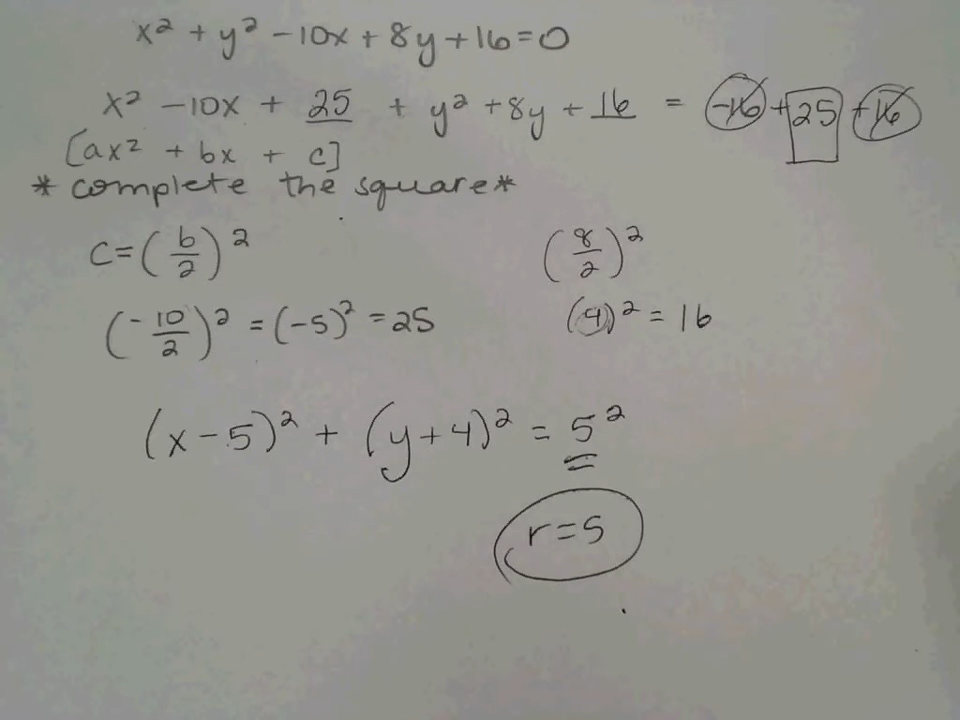 x² + y² - 10x + 8y + 16 = 0
x² - 10x + 25 + y² + 8y + 16 = -16 + 25 + 16
[ax² + bx + c]
* complete the square *
c = (b/2)² (8/2)²
(-10/2)² = (-5)² = 25 (4)² = 16
(x - 5)² + (y + 4)² = 5²
r = 5